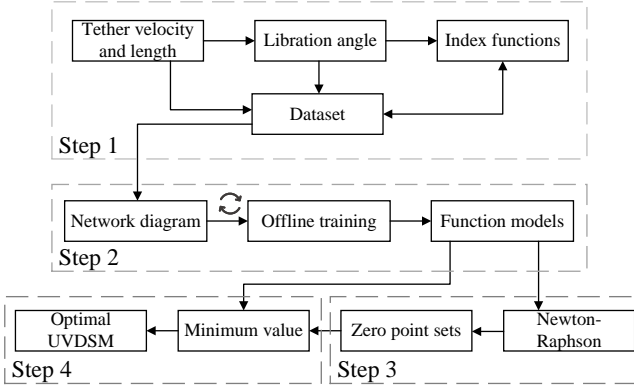 Tether velocity
and length
Libration angle
Index functions
Dataset
Step 1
Network diagram
Offline training
Function models
Step 2
Optimal
UVDSM
Minimum value
Step 4
Zero point sets
Newton-
Raphson
Step 3